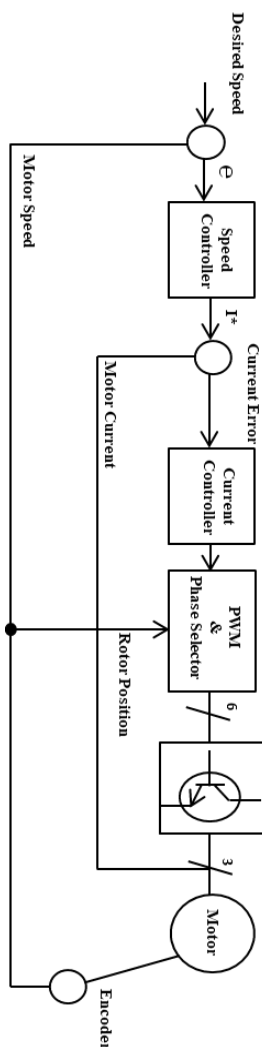 Desired Speed
e
Speed
Controller
I*
Current Error
Current
Controller
PWM
&
Phase Selector
6
3
Motor
Encoder
Rotor Position
Motor Current
Motor Speed